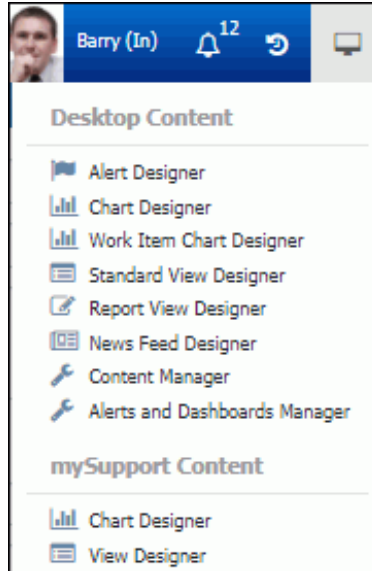 Barry (In)
12
Desktop Content
Alert Designer
Chart Designer
Work Item Chart Designer
Standard View Designer
Report View Designer
News Feed Designer
Content Manager
Alerts and Dashboards Manager
mySupport Content
Chart Designer
View Designer